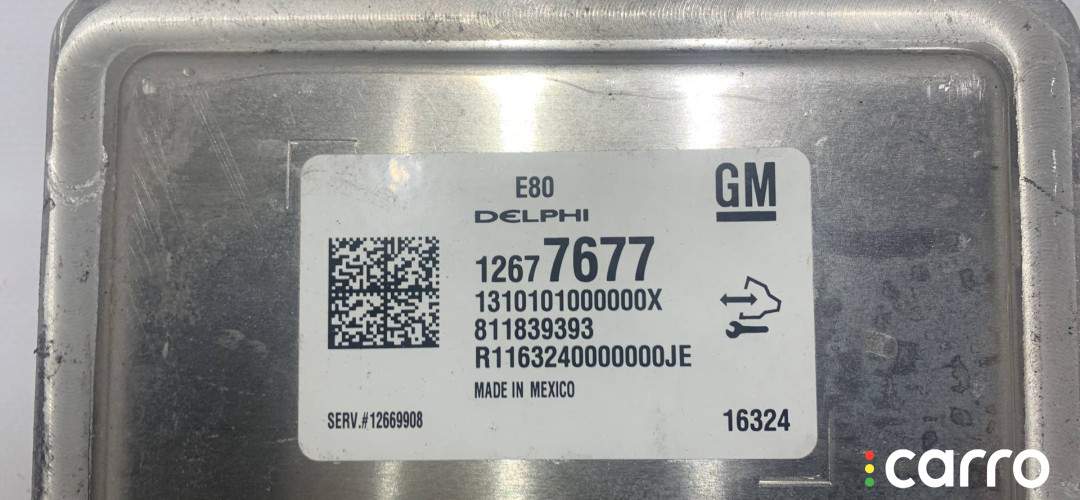 E80
DELPHI
GM
12677677
1310101000000X
811839393
R1163240000000JE
MADE IN MEXICO
SERV.#12669908
16324
carro